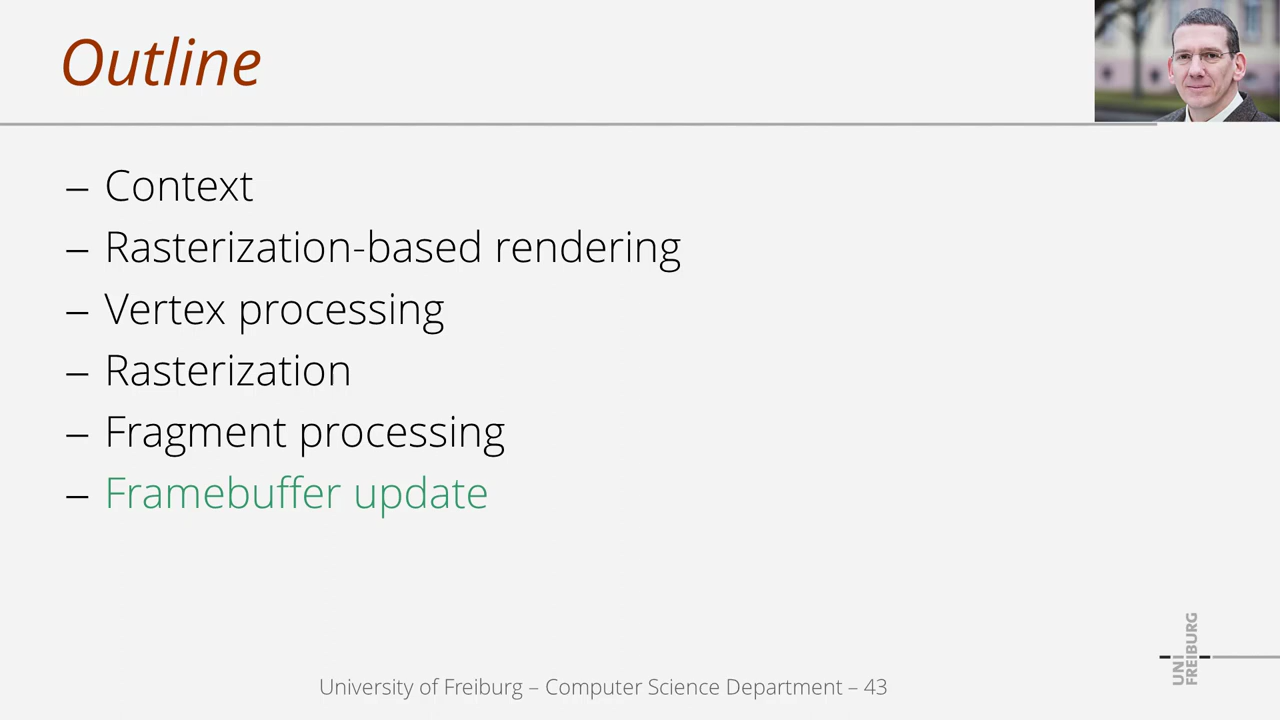 Outline
– Context
– Rasterization-based rendering
– Vertex processing
– Rasterization
– Fragment processing
– Framebuffer update
University of Freiburg – Computer Science Department – 43
UNI
FREIBURG